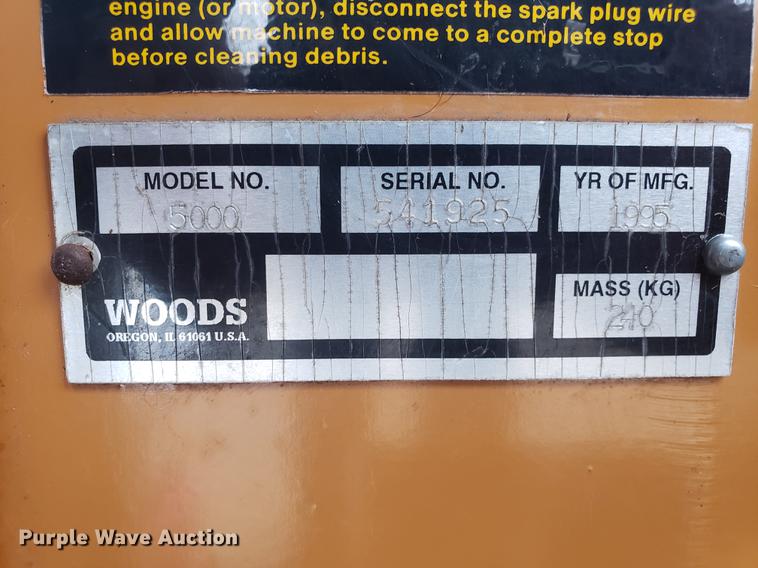 engine (or motor), disconnect the spark plug wire
and allow machine to come to a complete stop
before cleaning debris.
MODEL NO. SERIAL NO. YR OF MFG.
5000 541925 1995
MASS (KG)
210
WOODS
OREGON, IL 61061 U.S.A.
Purple Wave Auction